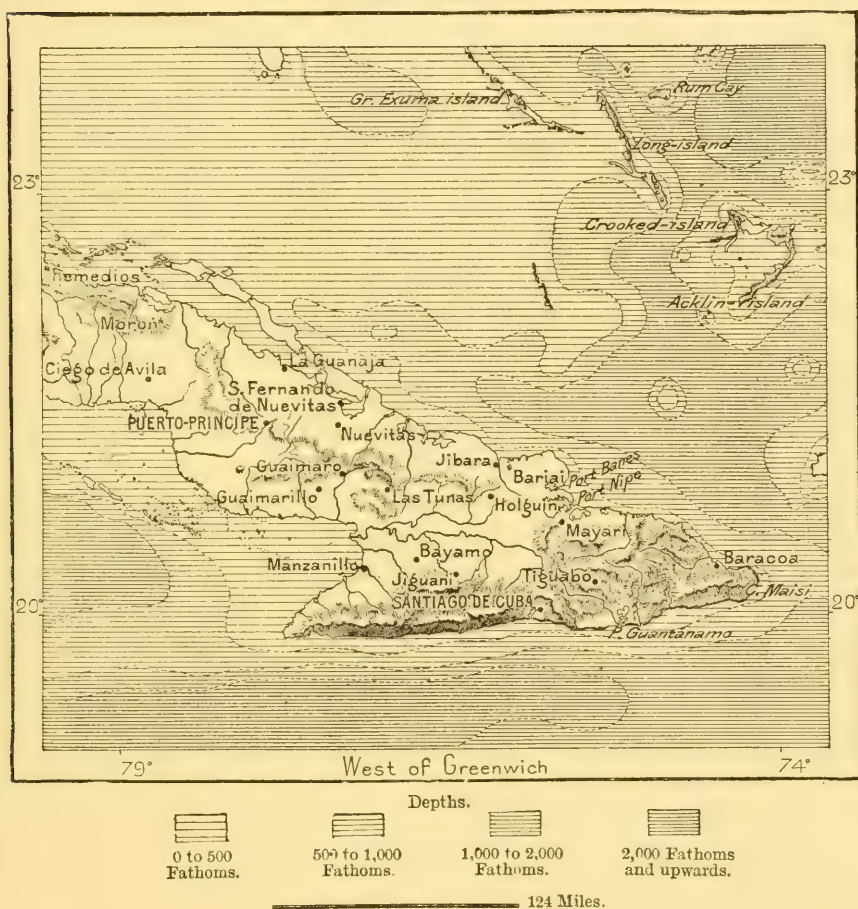 Gr. Exuma island
Rum Cay
Long-island
23°
23°
Crooked-island
Acklin-island
Remedios
Moron
Ciego de Avila
La Guanaja
S. Fernando
de Nuevitas
PUERTO-PRINCIPE
Nuevitas
Guaimaro
Guaimarillo
Las Tunas
Jibara
Bariai
Port Banes
Port Nipe
Holguin
Mayari
Bayamo
Manzanillo
Jiguani
Tiguabo
Baracoa
SANTIAGO DE CUBA
C. Maisi
20°
20°
P. Guantanamo
79°
West of Greenwich
74°
Depths.
0 to 500
Fathoms.
500 to 1,000
Fathoms.
1,000 to 2,000
Fathoms.
2,000 Fathoms
and upwards.
124 Miles.